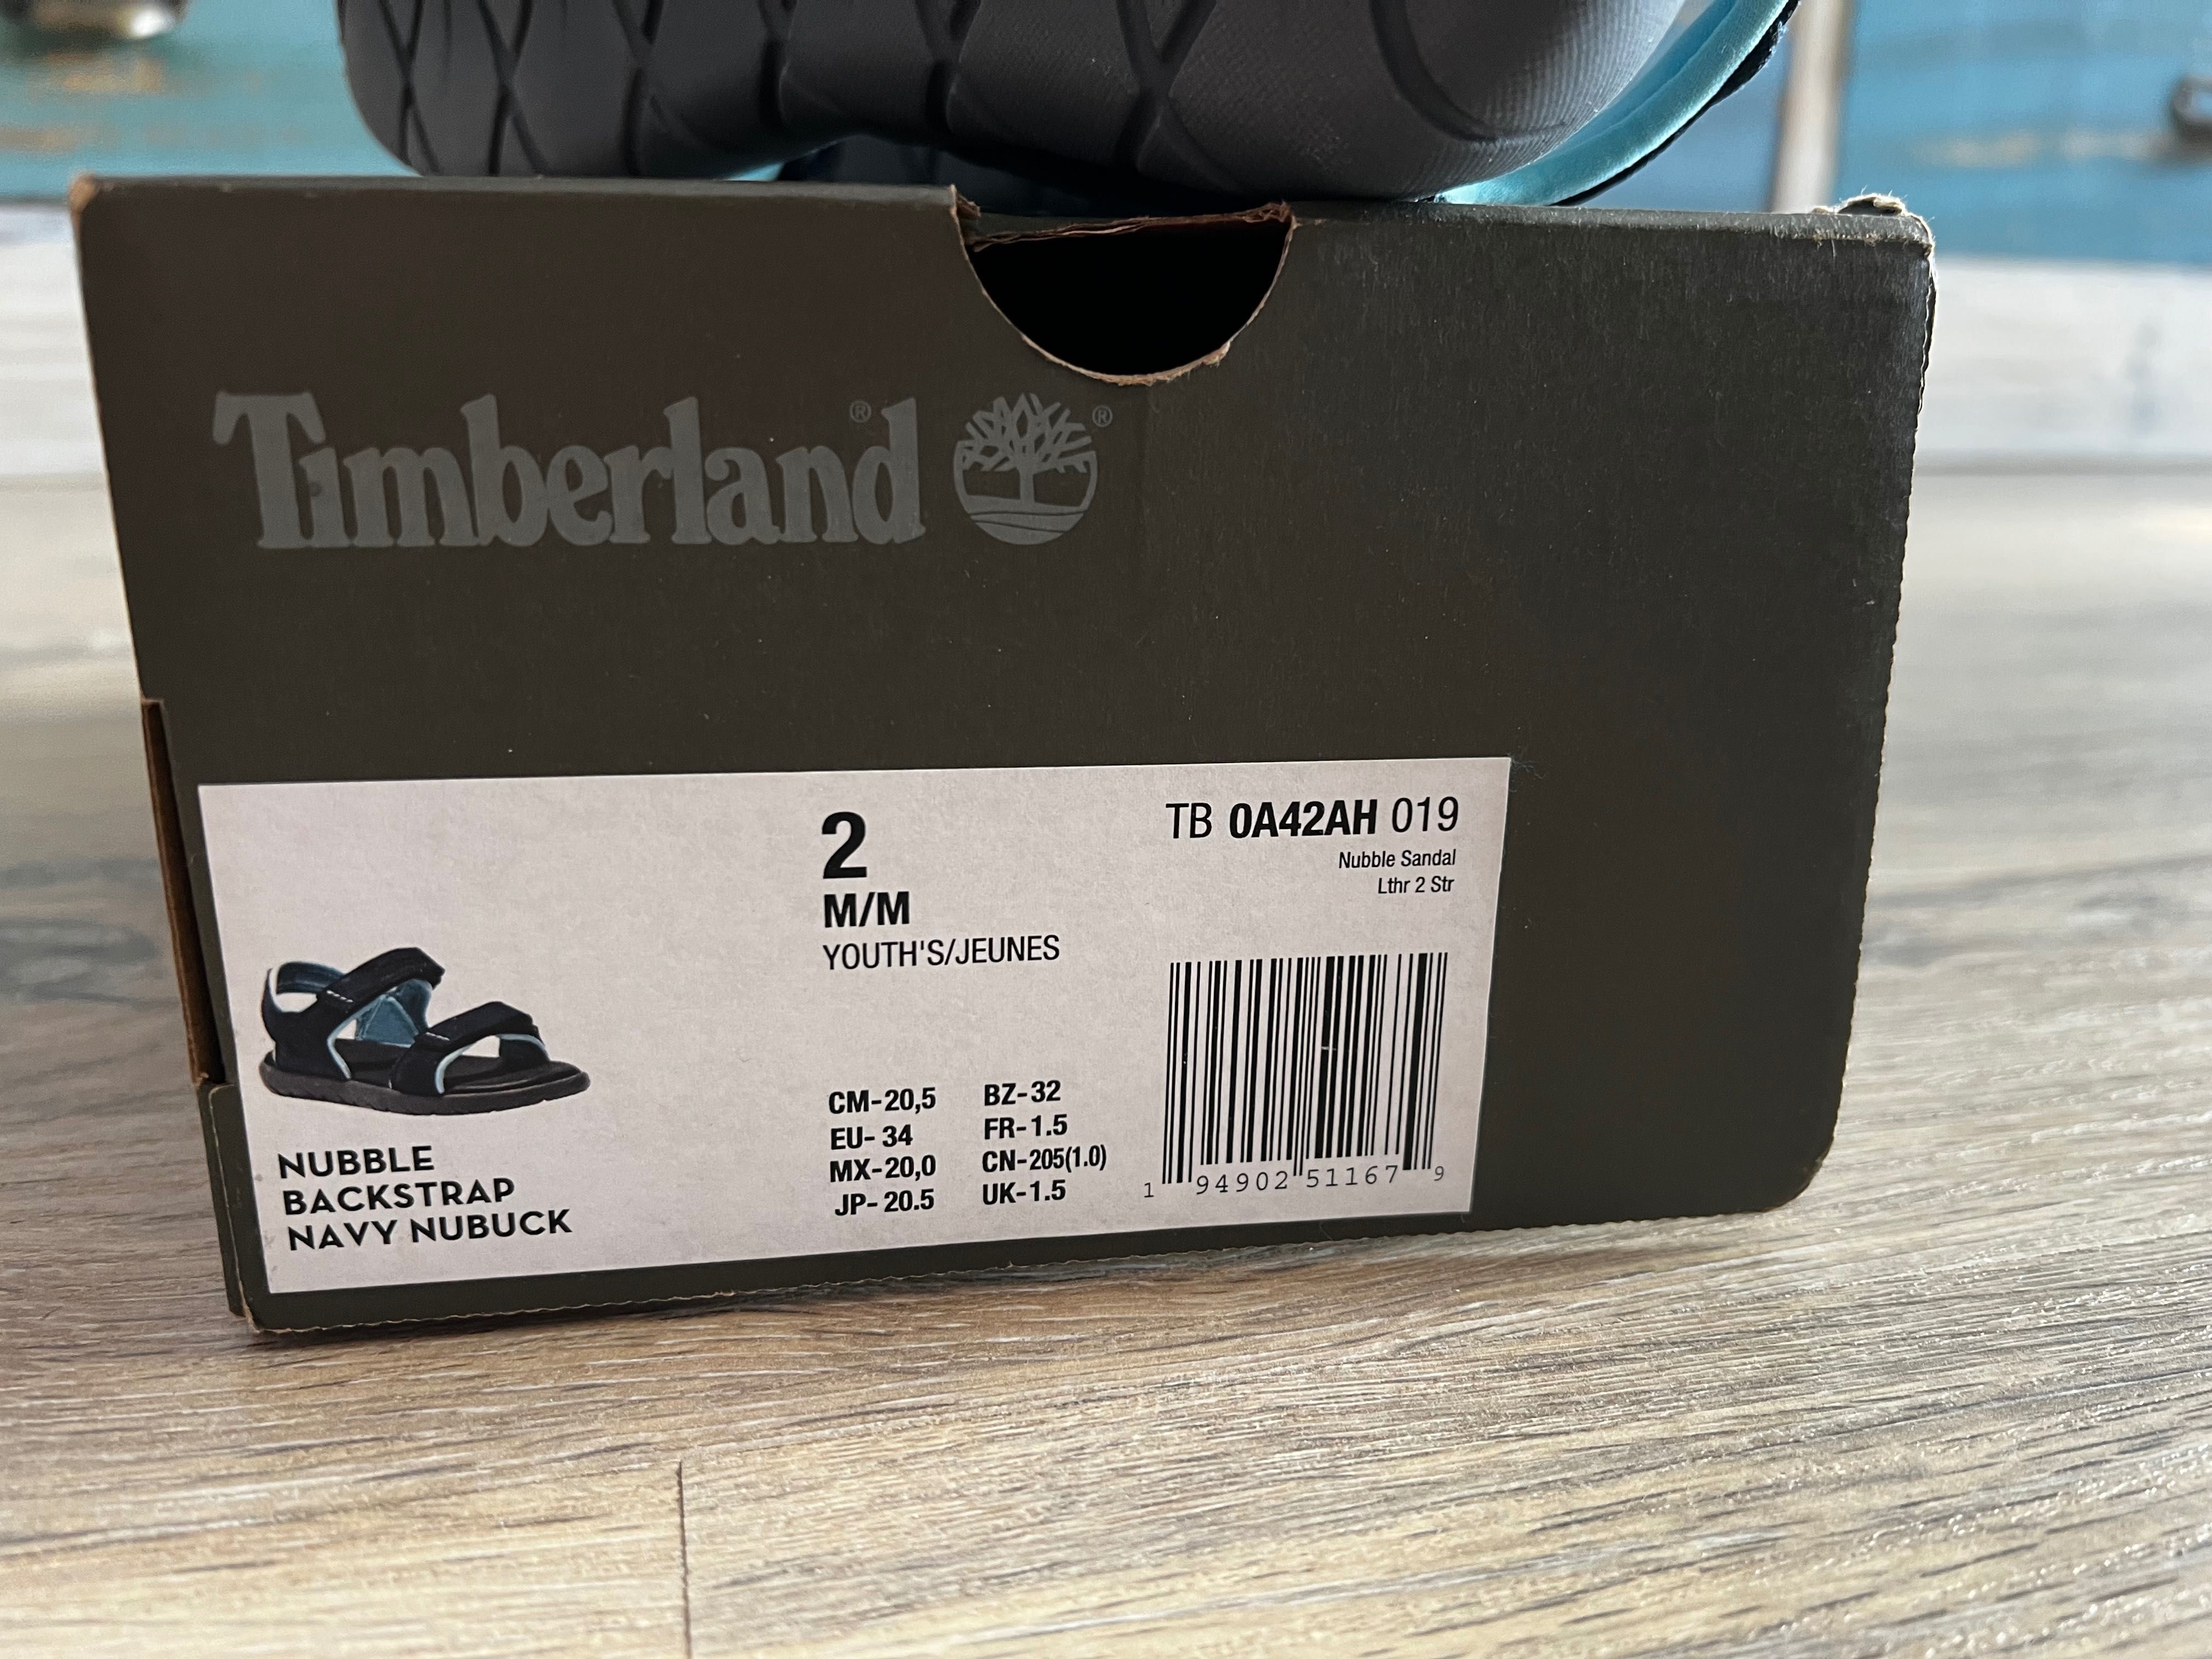 Timberland® ®
2
M/M
YOUTH'S/JEUNES
TB 0A42AH 019
Nubble Sandal
Lthr 2 Str
NUBBLE
BACKSTRAP
NAVY NUBUCK
CM-20,5 BZ-32
EU-34 FR-1.5
MX-20,0 CN-205(1.0)
JP-20.5 UK-1.5
1 94902 51167 9